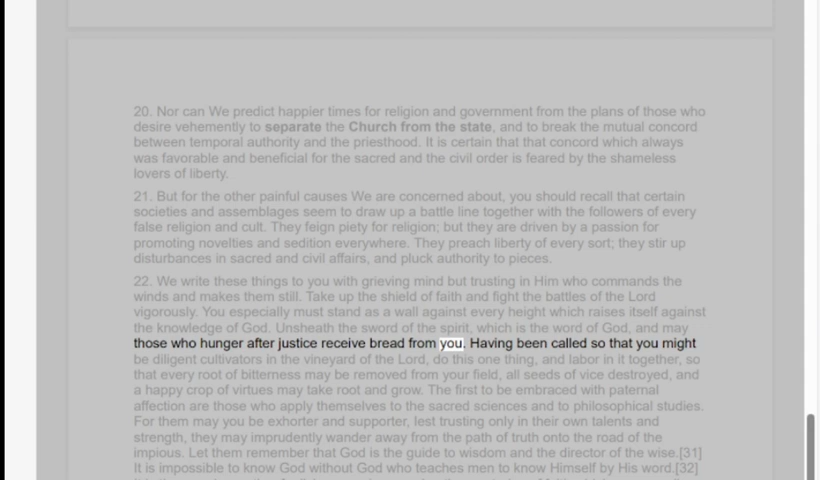 20. Nor can We predict happier times for religion and government from the plans of those who
desire vehemently to separate the Church from the state, and to break the mutual concord
between temporal authority and the priesthood. It is certain that that concord which always
was favorable and beneficial for the sacred and the civil order is feared by the shameless
lovers of liberty.
21. But for the other painful causes We are concerned about, you should recall that certain
societies and assemblages seem to draw up a battle line together with the followers of every
false religion and cult. They feign piety for religion; but they are driven by a passion for
promoting novelties and sedition everywhere. They preach liberty of every sort; they stir up
disturbances in sacred and civil affairs, and pluck authority to pieces.
22. We write these things to you with grieving mind but trusting in Him who commands the
winds and makes them still. Take up the shield of faith and fight the battles of the Lord
vigorously. You especially must stand as a wall against every height which raises itself against
the knowledge of God. Unsheath the sword of the spirit, which is the word of God, and may
those who hunger after justice receive bread from you. Having been called so that you might
be diligent cultivators in the vineyard of the Lord, do this one thing, and labor in it together, so
that every root of bitterness may be removed from your field, all seeds of vice destroyed, and
a happy crop of virtues may take root and grow. The first to be embraced with paternal
affection are those who apply themselves to the sacred sciences and to philosophical studies.
For them may you be exhorter and supporter, lest trusting only in their own talents and
strength, they may imprudently wander away from the path of truth onto the road of the
impious. Let them remember that God is the guide to wisdom and the director of the wise.[31]
It is impossible to know God without God who teaches men to know Himself by His word.[32]